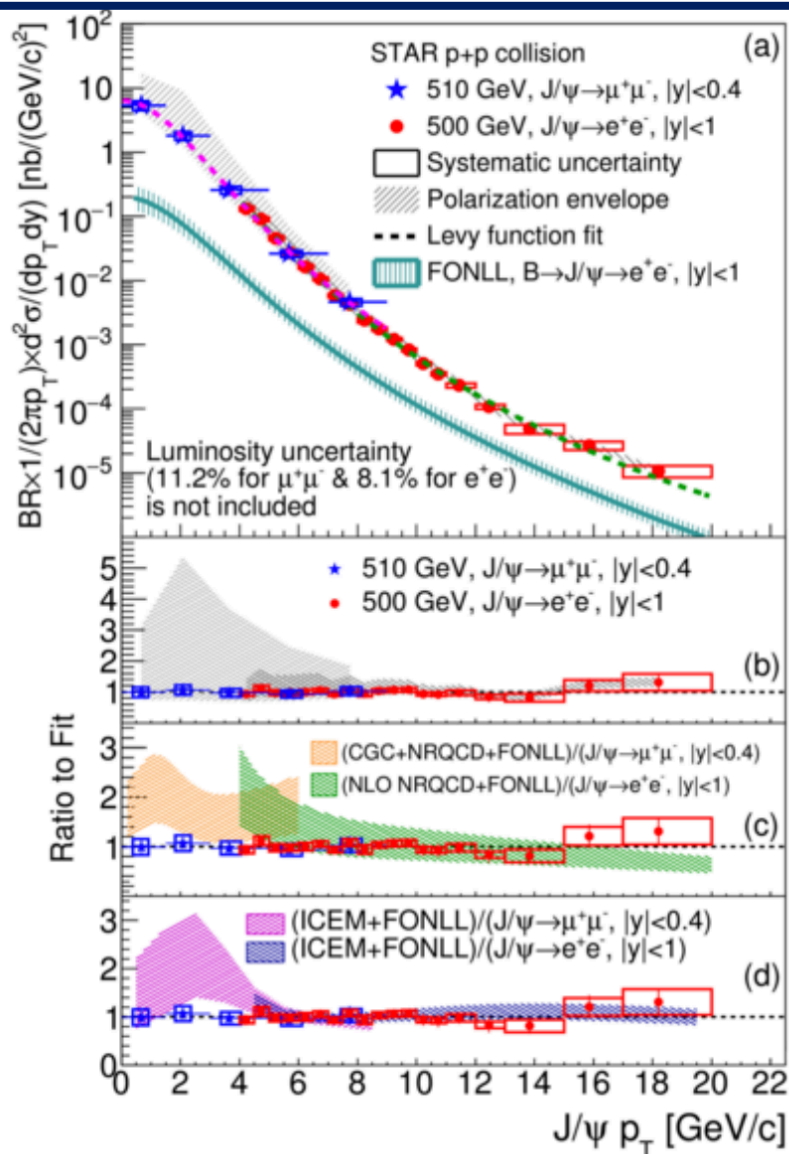 (a)
STAR p+p collision
510 GeV, J/ψ→μ⁺μ⁻, |y|<0.4
500 GeV, J/ψ→e⁺e⁻, |y|<1
Systematic uncertainty
Polarization envelope
Levy function fit
FONLL, B→J/ψ→e⁺e⁻, |y|<1
Luminosity uncertainty
(11.2% for μ⁺μ⁻ & 8.1% for e⁺e⁻)
is not included
BR×1/(2πp_T)×d²σ/(dp_T dy) [nb/(GeV/c)²]
10²
10
1
10⁻¹
10⁻²
10⁻³
10⁻⁴
10⁻⁵
510 GeV, J/ψ→μ⁺μ⁻, |y|<0.4
500 GeV, J/ψ→e⁺e⁻, |y|<1
(b)
5
4
3
2
1
Ratio to Fit
(CGC+NRQCD+FONLL)/(J/ψ→μ⁺μ⁻, |y|<0.4)
(NLO NRQCD+FONLL)/(J/ψ→e⁺e⁻, |y|<1)
(c)
3
2
1
(ICEM+FONLL)/(J/ψ→μ⁺μ⁻, |y|<0.4)
(ICEM+FONLL)/(J/ψ→e⁺e⁻, |y|<1)
(d)
3
2
1
0
0 2 4 6 8 10 12 14 16 18 20 22
J/ψ p_T [GeV/c]